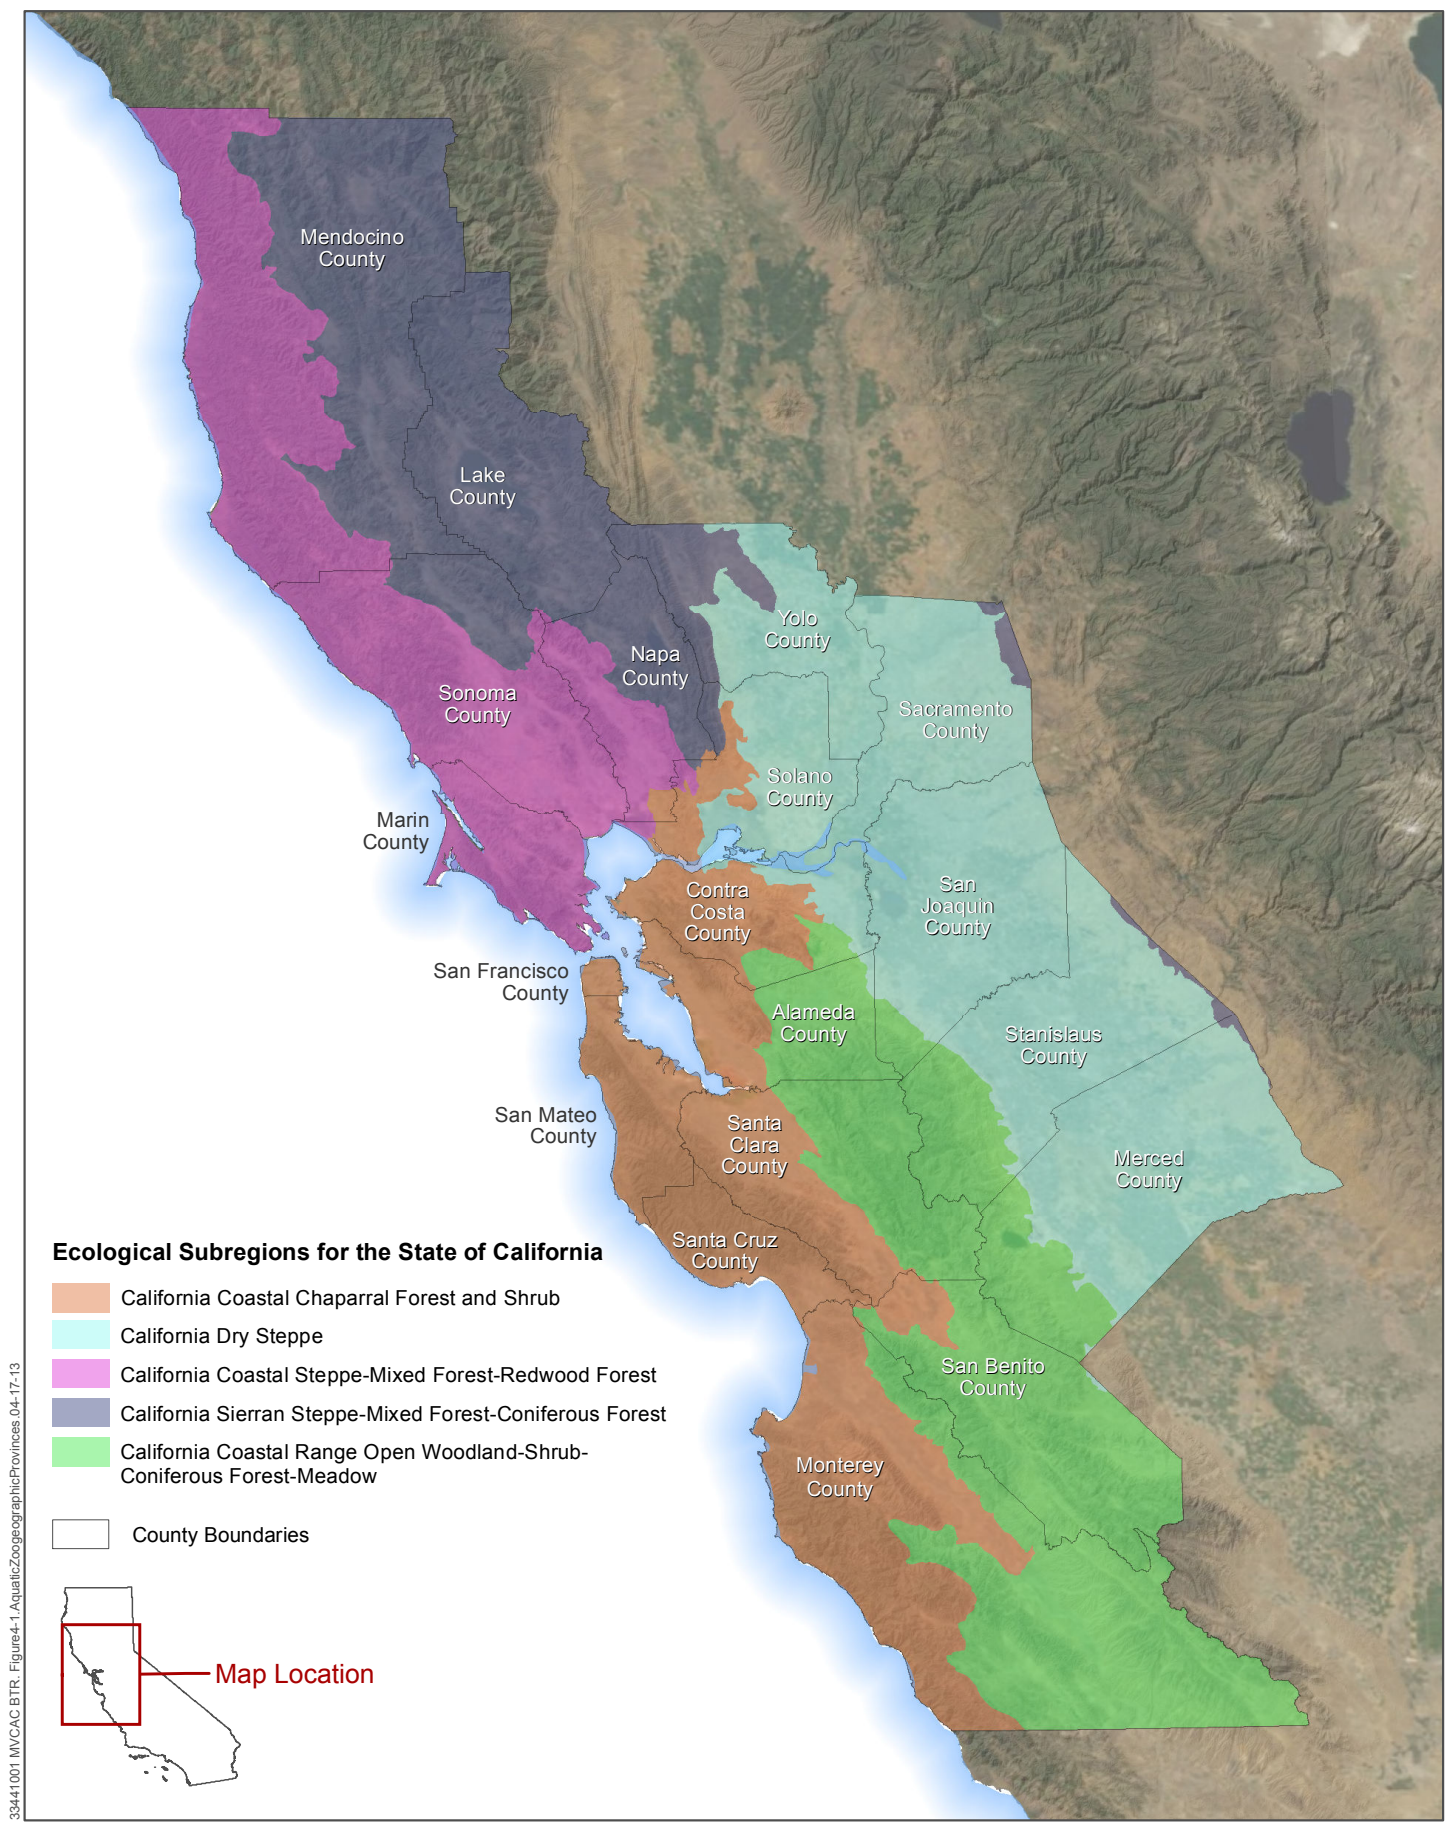 Mendocino
County
Lake
County
Yolo
County
Napa
County
Sonoma
County
Sacramento
County
Solano
County
Marin
County
Contra
Costa
County
San
Joaquin
County
San Francisco
County
Alameda
County
Stanislaus
County
San Mateo
County
Santa
Clara
County
Merced
County
Santa Cruz
County
San Benito
County
Monterey
County
Ecological Subregions for the State of California
California Coastal Chaparral Forest and Shrub
California Dry Steppe
California Coastal Steppe-Mixed Forest-Redwood Forest
California Sierran Steppe-Mixed Forest-Coniferous Forest
California Coastal Range Open Woodland-Shrub-
Coniferous Forest-Meadow
County Boundaries
Map Location
33441001 MVCAC BTR. Figure4-1.AquaticZoogeographicProvinces.04-17-13